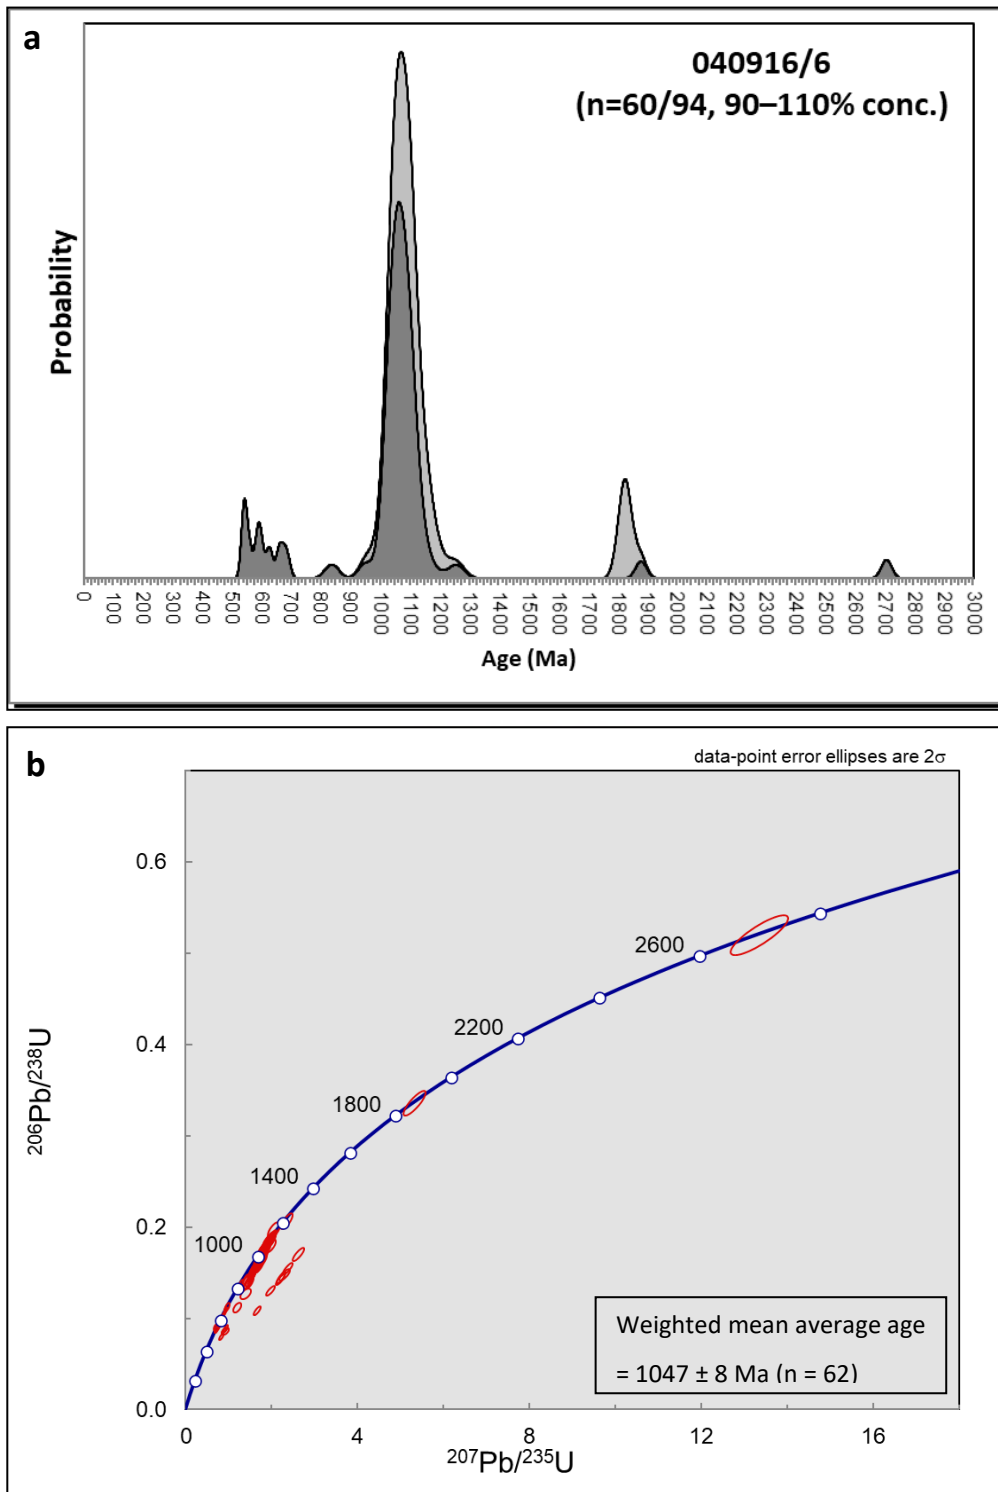 a
040916/6
(n=60/94, 90–110% conc.)
Probability
0 100 200 300 400 500 600 700 800 900 1000 1100 1200 1300 1400 1500 1600 1700 1800 1900 2000 2100 2200 2300 2400 2500 2600 2700 2800 2900 3000
Age (Ma)
b
data-point error ellipses are 2σ
0.6
2600
0.4
2200
1800
1400
0.2
1000
206Pb/238U
Weighted mean average age
= 1047 ± 8 Ma (n = 62)
0.0
0 4 8 12 16
207Pb/235U